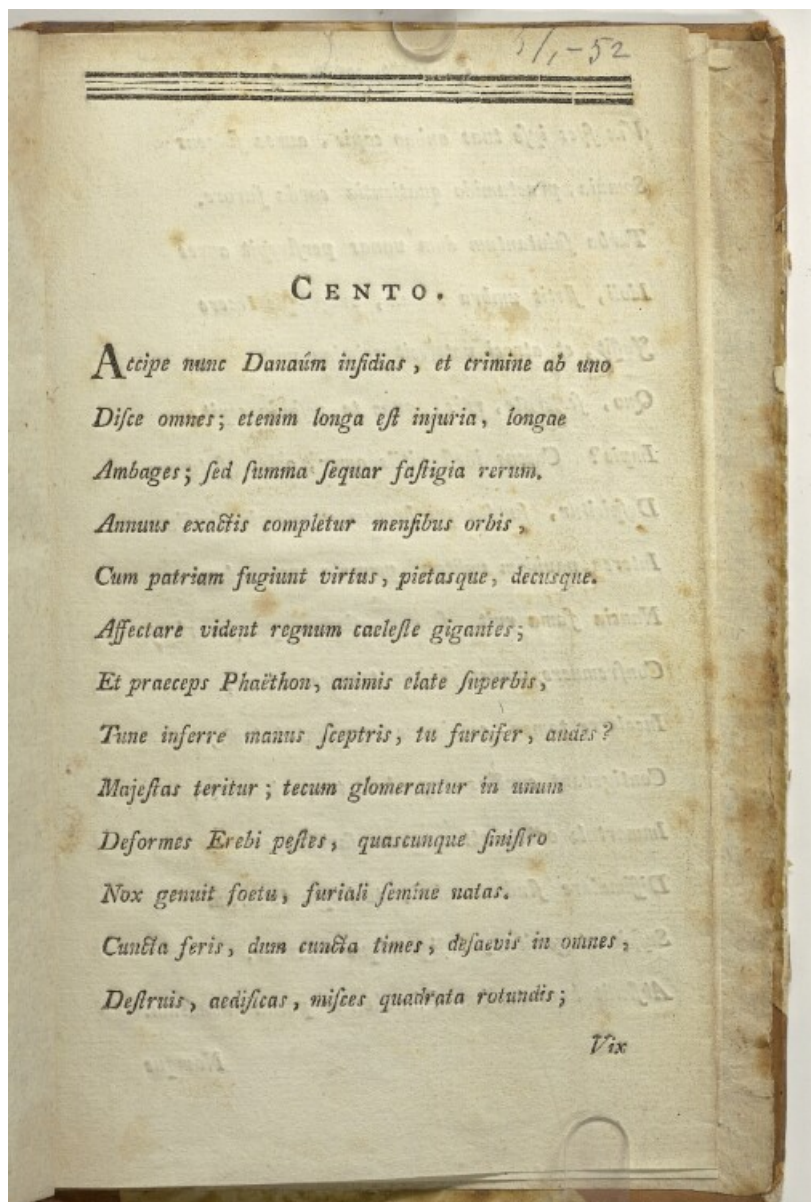 CENTO.
Accipe nunc Danaúm inſidias, et crimine ab uno
Diſce omnes; etenim longa eſt injuria, longae
Ambages; ſed ſumma ſequar faſtigia rerum.
Annuus exactis completur menſibus orbis,
Cum patriam fugiunt virtus, pietasque, decusque.
Affectare vident regnum caeleſte gigantes;
Et praeceps Phaëthon, animis elate ſuperbis,
Tune inferre manus ſceptris, tu furcifer, audes?
Majeſtas teritur; tecum glomerantur in unum
Deformes Erebi peſtes, quascunque ſiniſtro
Nox genuit foetu, furiali ſemine natas.
Cuncta feris, dum cuncta times, deſaevis in omnes,
Deſtruis, aedificas, miſces quadrata rotundis;
Vix